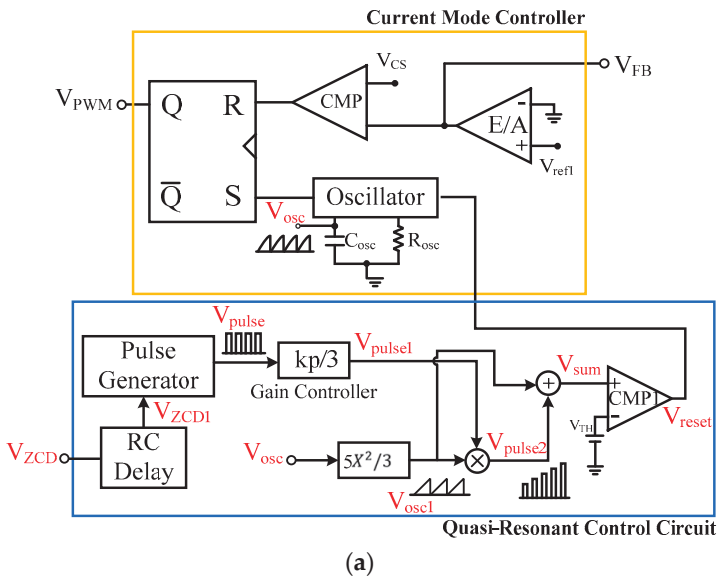 Current Mode Controller
V_PWM
Q
R
Q̅
S
CMP
V_CS
V_FB
E/A
-
+
V_ref1
Oscillator
V_osc
C_osc
R_osc
V_pulse
Pulse
Generator
kp/3
Gain Controller
V_pulse1
V_ZCD1
V_ZCD
RC
Delay
V_osc
5X²/3
V_osc1
×
V_pulse2
+
V_sum
+
-
CMP1
V_TH
V_reset
Quasi-Resonant Control Circuit
(a)